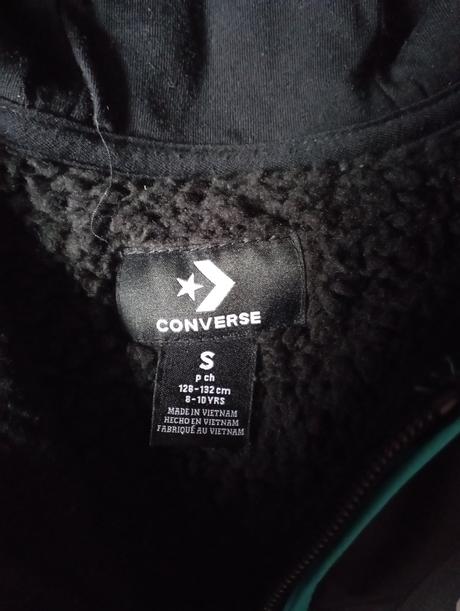 CONVERSE
S
p ch
128-132 cm
8-10 YRS
MADE IN VIETNAM
HECHO EN VIETNAM
FABRIQUÉ AU VIETNAM